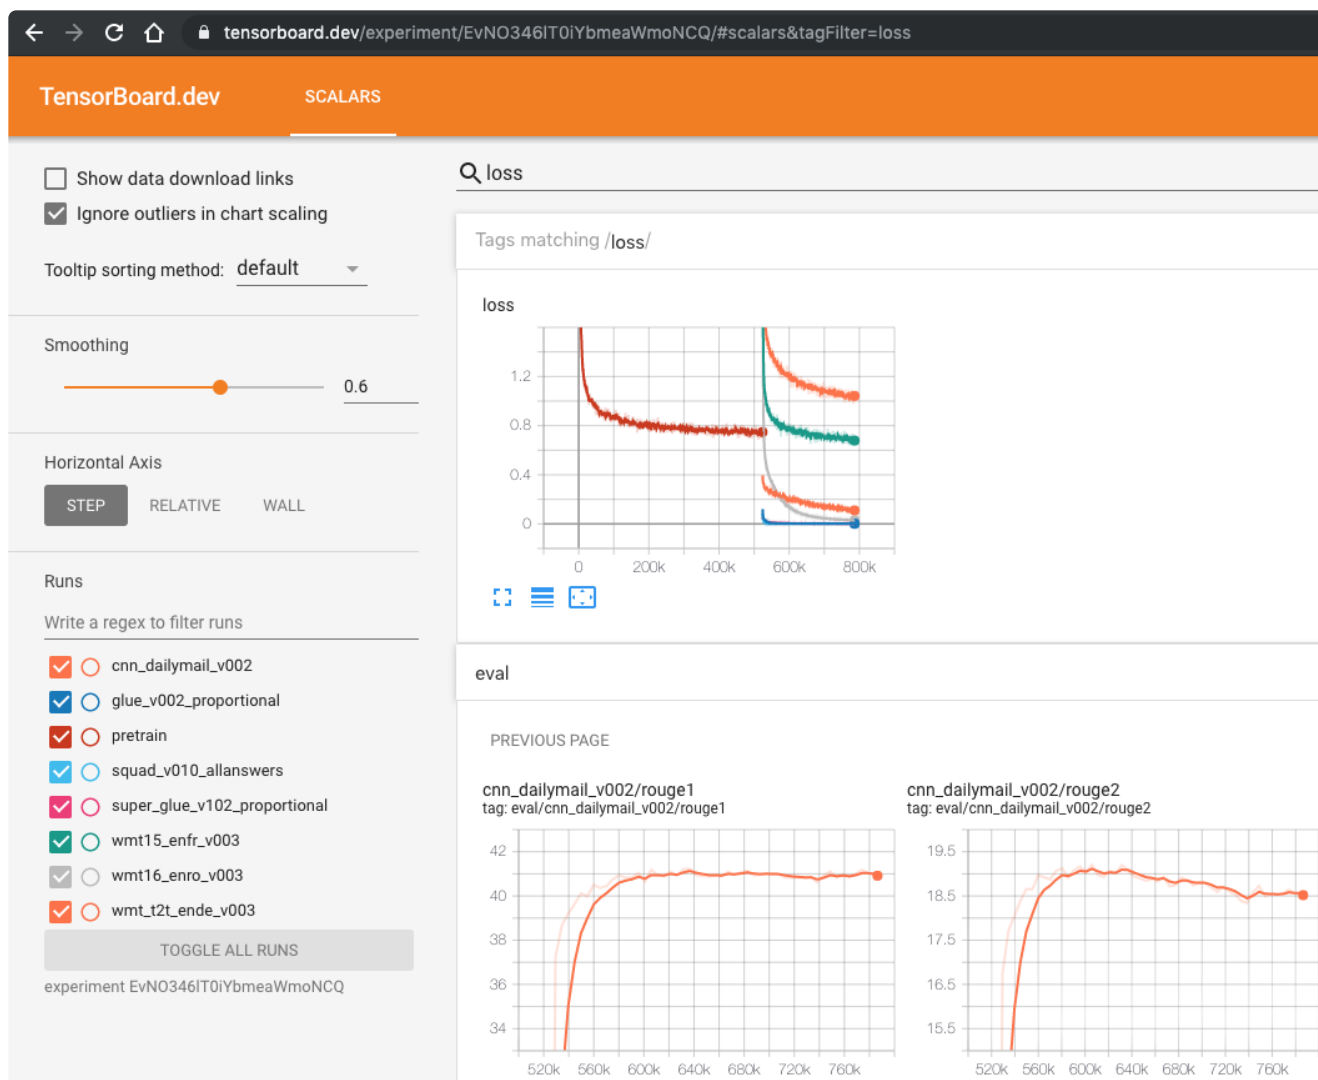 tensorboard.dev/experiment/EvNO346lT0iYbmeaWmoNCQ/#scalars&tagFilter=loss
TensorBoard.dev SCALARS
Show data download links
Ignore outliers in chart scaling
Tooltip sorting method: default
Smoothing
0.6
Horizontal Axis
STEP RELATIVE WALL
Runs
Write a regex to filter runs
cnn_dailymail_v002
glue_v002_proportional
pretrain
squad_v010_allanswers
super_glue_v102_proportional
wmt15_enfr_v003
wmt16_enro_v003
wmt_t2t_ende_v003
TOGGLE ALL RUNS
experiment EvNO346lT0iYbmeaWmoNCQ
loss
Tags matching /loss/
loss
1.2
0.8
0.4
0
0 200k 400k 600k 800k
eval
PREVIOUS PAGE
cnn_dailymail_v002/rouge1
tag: eval/cnn_dailymail_v002/rouge1
42
40
38
36
34
520k 560k 600k 640k 680k 720k 760k
cnn_dailymail_v002/rouge2
tag: eval/cnn_dailymail_v002/rouge2
19.5
18.5
17.5
16.5
15.5
520k 560k 600k 640k 680k 720k 760k